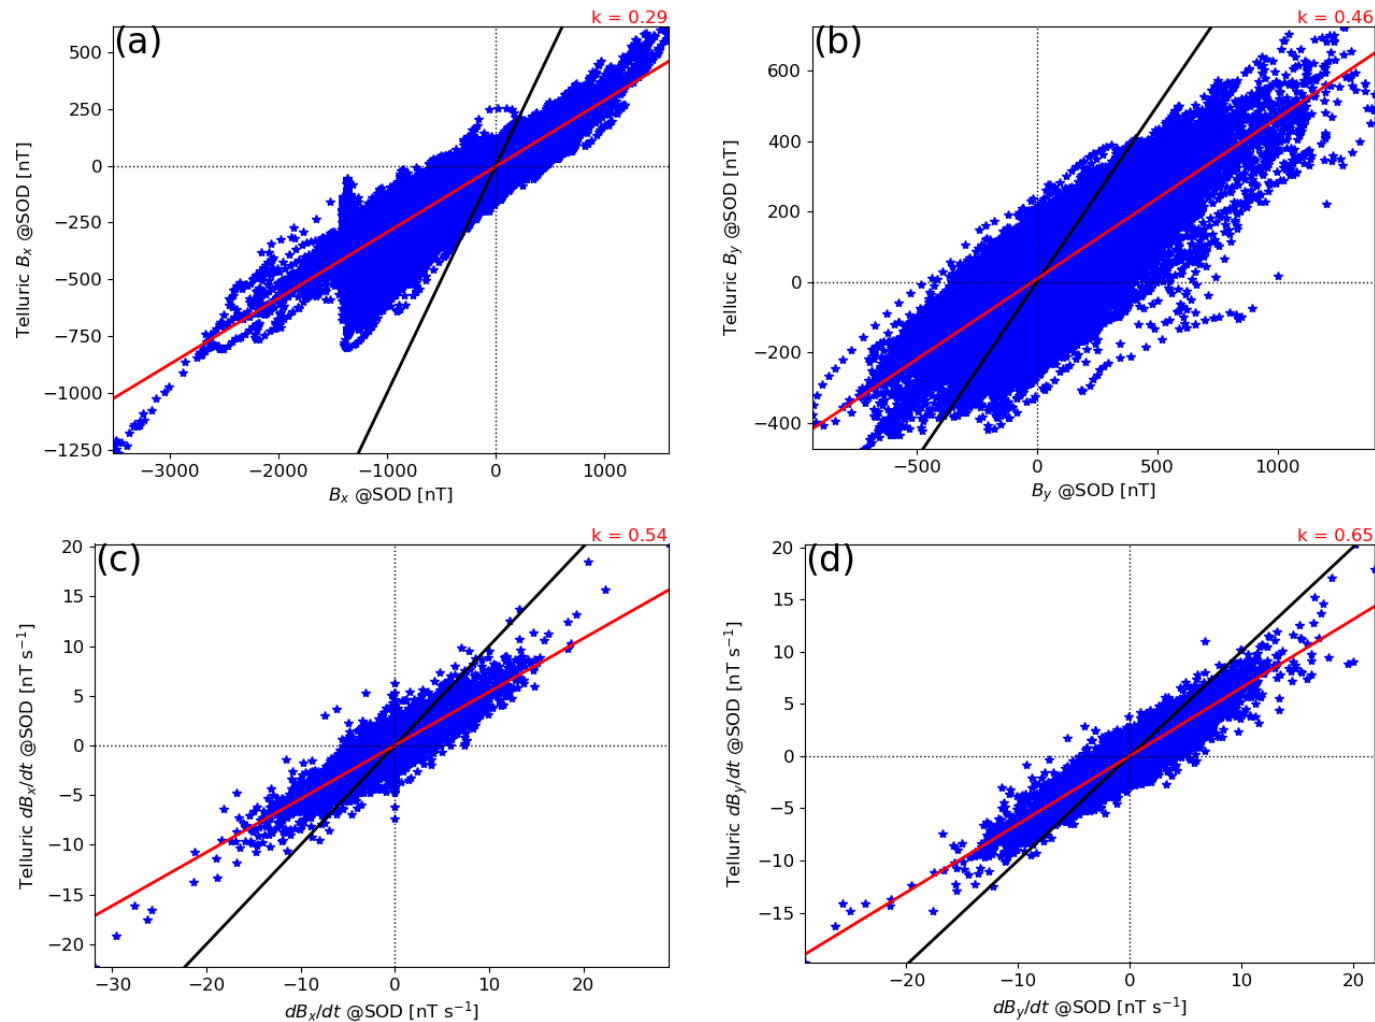 k = 0.29
(a)
500
250
0
−250
−500
−750
−1000
−1250
Telluric Bx @SOD [nT]
−3000 −2000 −1000 0 1000
Bx @SOD [nT]
k = 0.46
(b)
600
400
200
0
−200
−400
Telluric By @SOD [nT]
−500 0 500 1000
By @SOD [nT]
k = 0.54
(c)
20
15
10
5
0
−5
−10
−15
−20
Telluric dBx/dt @SOD [nT s⁻¹]
−30 −20 −10 0 10 20
dBx/dt @SOD [nT s⁻¹]
k = 0.65
(d)
20
15
10
5
0
−5
−10
−15
Telluric dBy/dt @SOD [nT s⁻¹]
−20 −10 0 10 20
dBy/dt @SOD [nT s⁻¹]